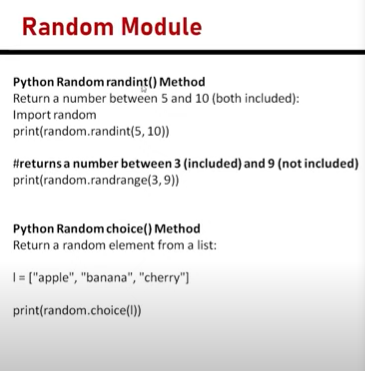 Random Module
Python Random randint() Method
Return a number between 5 and 10 (both included):
Import random
print(random.randint(5, 10))
#returns a number between 3 (included) and 9 (not included)
print(random.randrange(3, 9))
Python Random choice() Method
Return a random element from a list:
l = ["apple", "banana", "cherry"]
print(random.choice(l))